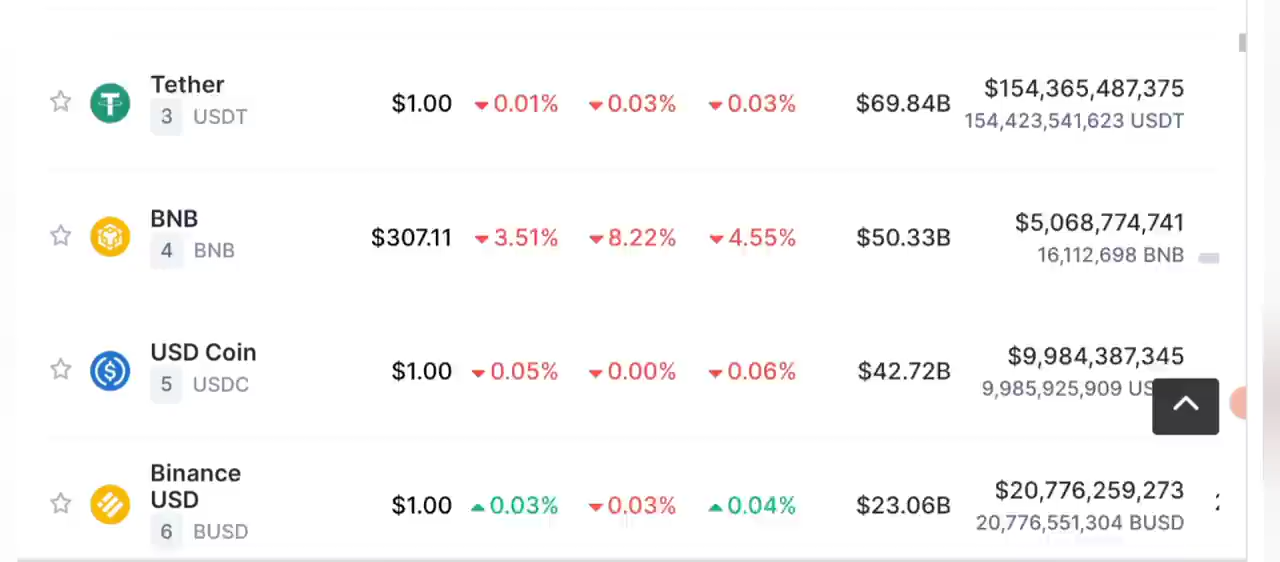 Tether
3 USDT
$1.00 0.01% 0.03% 0.03% $69.84B $154,365,487,375
154,423,541,623 USDT
BNB
4 BNB
$307.11 3.51% 8.22% 4.55% $50.33B $5,068,774,741
16,112,698 BNB
USD Coin
5 USDC
$1.00 0.05% 0.00% 0.06% $42.72B $9,984,387,345
9,985,925,909 US
Binance
USD
6 BUSD
$1.00 0.03% 0.03% 0.04% $23.06B $20,776,259,273
20,776,551,304 BUSD